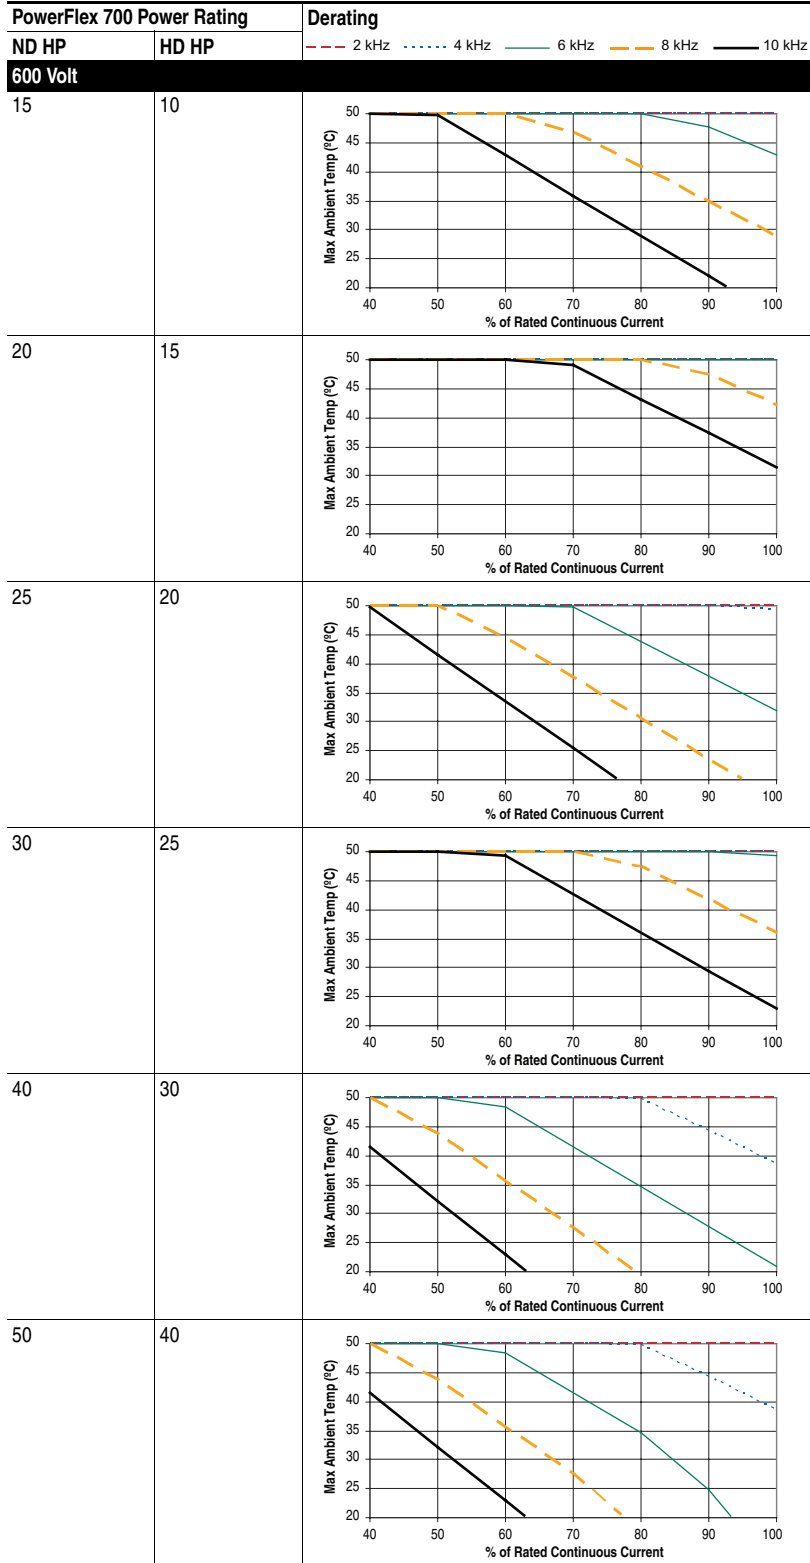 PowerFlex 700 Power Rating Derating
ND HP HD HP 2 kHz 4 kHz 6 kHz 8 kHz 10 kHz
600 Volt
15 10
Max Ambient Temp (ºC)
50
45
40
35
30
25
20
40 50 60 70 80 90 100
% of Rated Continuous Current
20 15
Max Ambient Temp (ºC)
50
45
40
35
30
25
20
40 50 60 70 80 90 100
% of Rated Continuous Current
25 20
Max Ambient Temp (ºC)
50
45
40
35
30
25
20
40 50 60 70 80 90 100
% of Rated Continuous Current
30 25
Max Ambient Temp (ºC)
50
45
40
35
30
25
20
40 50 60 70 80 90 100
% of Rated Continuous Current
40 30
Max Ambient Temp (ºC)
50
45
40
35
30
25
20
40 50 60 70 80 90 100
% of Rated Continuous Current
50 40
Max Ambient Temp (ºC)
50
45
40
35
30
25
20
40 50 60 70 80 90 100
% of Rated Continuous Current